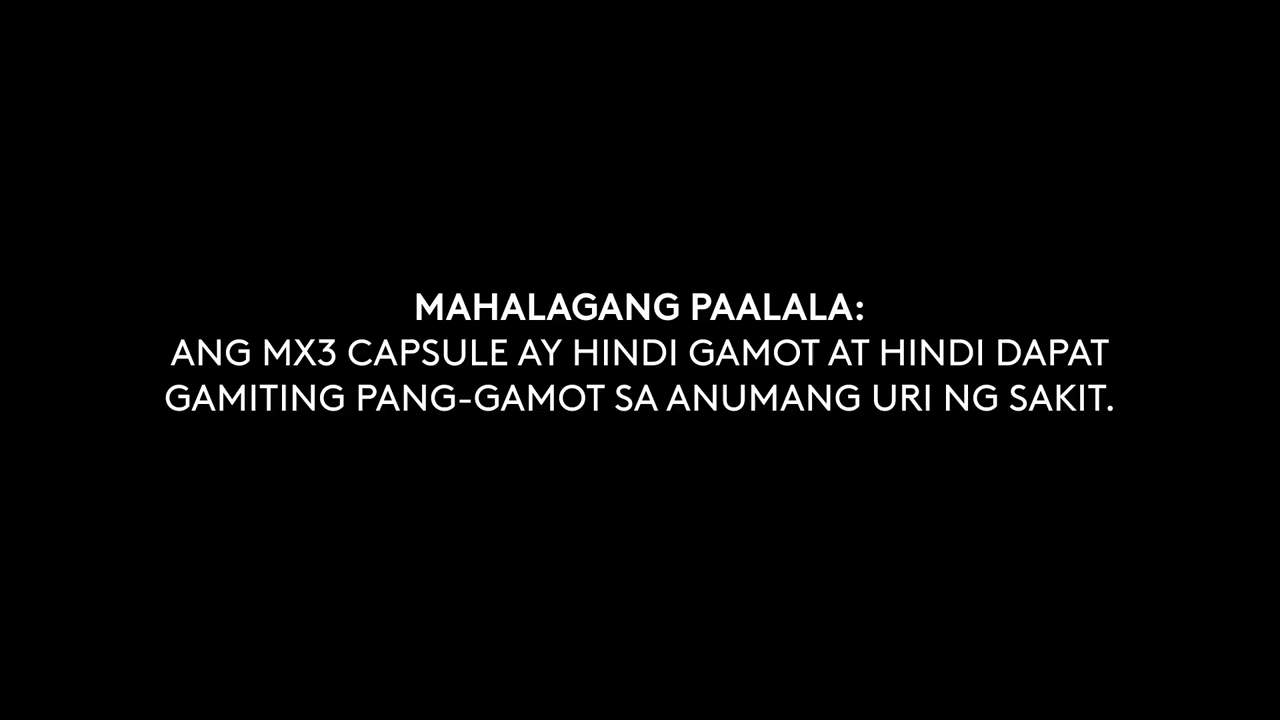 MAHALAGANG PAALALA:
ANG MX3 CAPSULE AY HINDI GAMOT AT HINDI DAPAT
GAMITING PANG-GAMOT SA ANUMANG URI NG SAKIT.